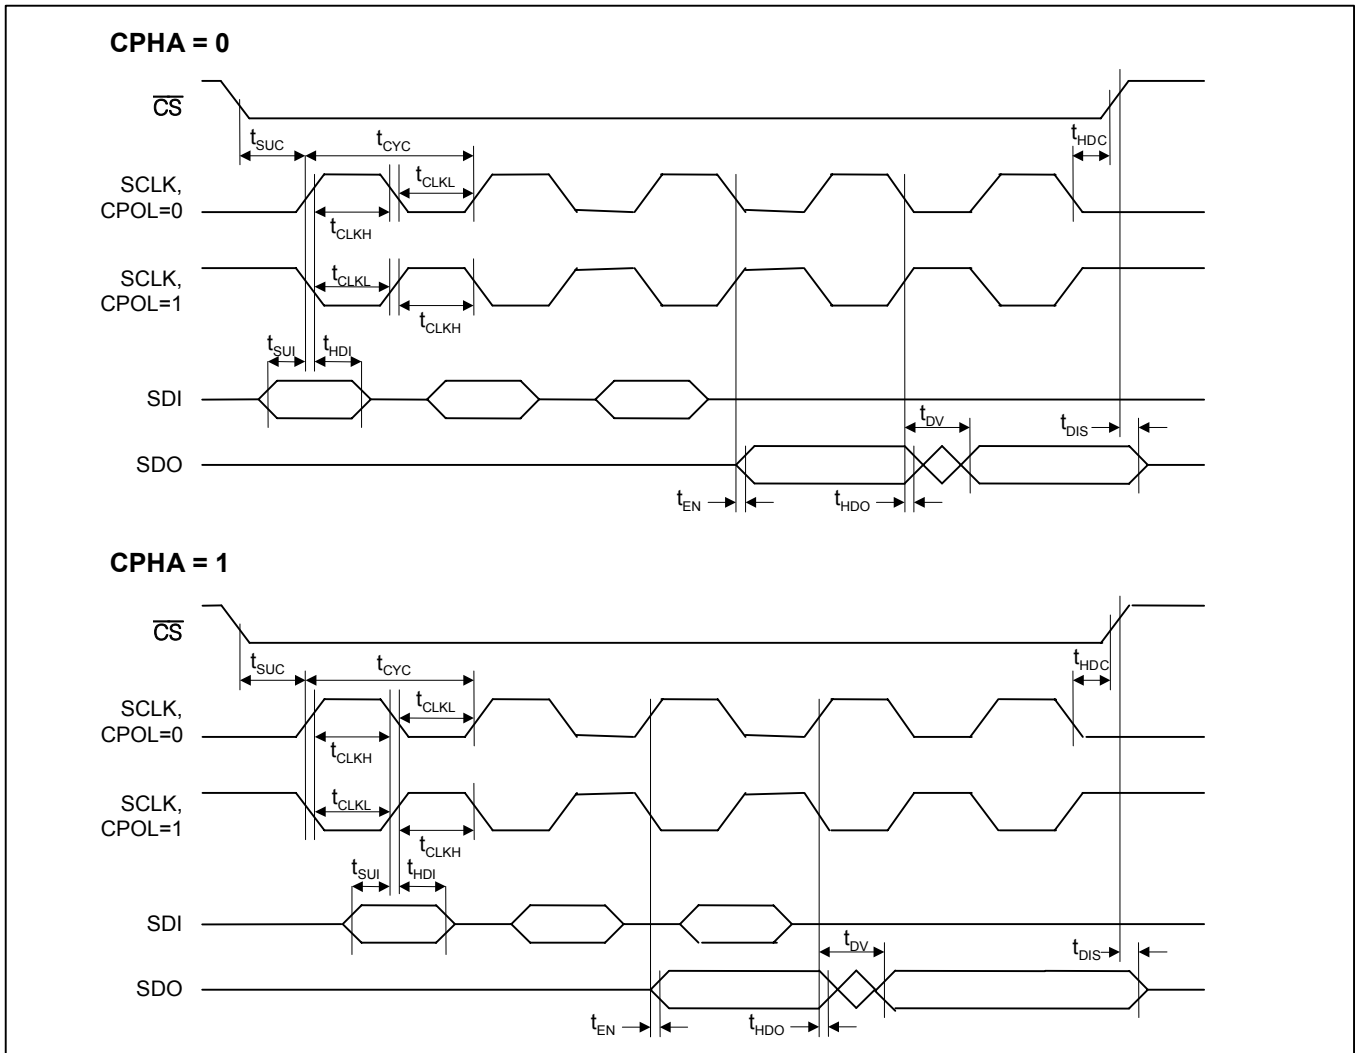 CPHA = 0
CS
tSUC
tCYC
tHDC
SCLK,
CPOL=0
tCLKL
tCLKH
SCLK,
CPOL=1
tCLKL
tCLKH
tSUI
tHDI
SDI
tDV
tDIS
SDO
tEN
tHDO
CPHA = 1
CS
tSUC
tCYC
tHDC
SCLK,
CPOL=0
tCLKL
tCLKH
SCLK,
CPOL=1
tCLKL
tCLKH
tSUI
tHDI
SDI
tDV
tDIS
SDO
tEN
tHDO